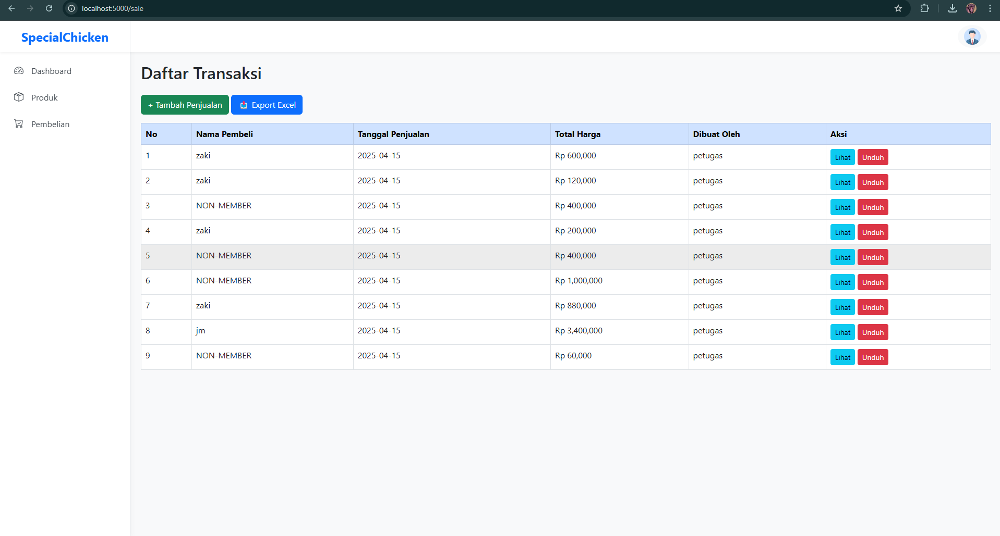 localhost:5000/sale
SpecialChicken
Dashboard
Produk
Pembelian
Daftar Transaksi
+ Tambah Penjualan Export Excel
No Nama Pembeli Tanggal Penjualan Total Harga Dibuat Oleh Aksi
1 zaki 2025-04-15 Rp 600,000 petugas Lihat Unduh
2 zaki 2025-04-15 Rp 120,000 petugas Lihat Unduh
3 NON-MEMBER 2025-04-15 Rp 400,000 petugas Lihat Unduh
4 zaki 2025-04-15 Rp 200,000 petugas Lihat Unduh
5 NON-MEMBER 2025-04-15 Rp 400,000 petugas Lihat Unduh
6 NON-MEMBER 2025-04-15 Rp 1,000,000 petugas Lihat Unduh
7 zaki 2025-04-15 Rp 880,000 petugas Lihat Unduh
8 jm 2025-04-15 Rp 3,400,000 petugas Lihat Unduh
9 NON-MEMBER 2025-04-15 Rp 60,000 petugas Lihat Unduh